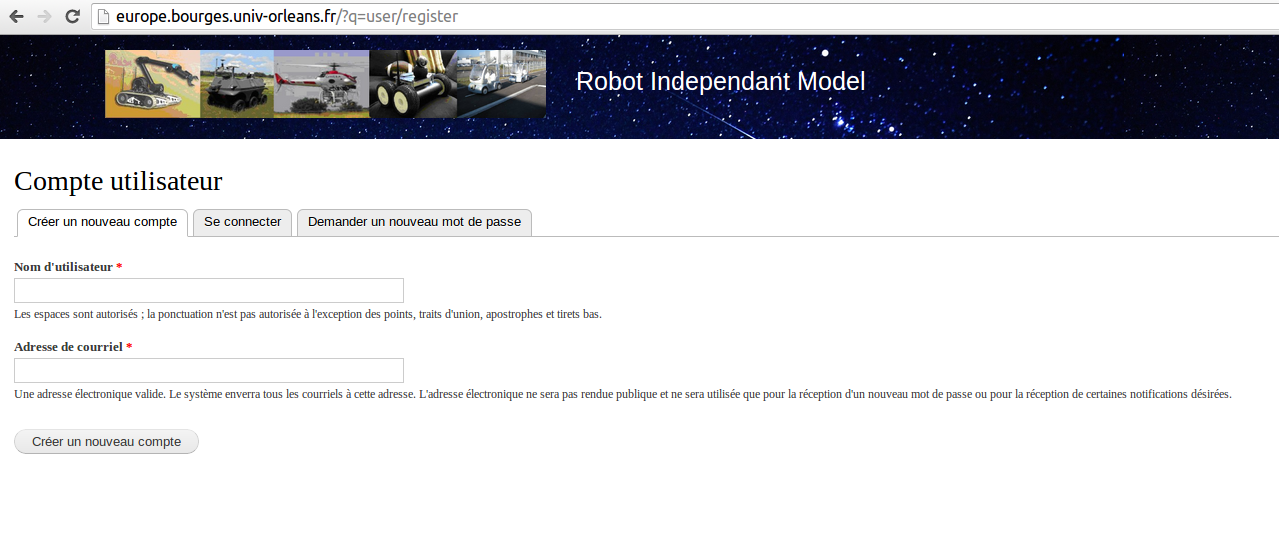 europe.bourges.univ-orleans.fr/?q=user/register
Robot Independant Model
Compte utilisateur
Créer un nouveau compte
Se connecter
Demander un nouveau mot de passe
Nom d'utilisateur *
Les espaces sont autorisés ; la ponctuation n'est pas autorisée à l'exception des points, traits d'union, apostrophes et tirets bas.
Adresse de courriel *
Une adresse électronique valide. Le système enverra tous les courriels à cette adresse. L'adresse électronique ne sera pas rendue publique et ne sera utilisée que pour la réception d'un nouveau mot de passe ou pour la réception de certaines notifications désirées.
Créer un nouveau compte